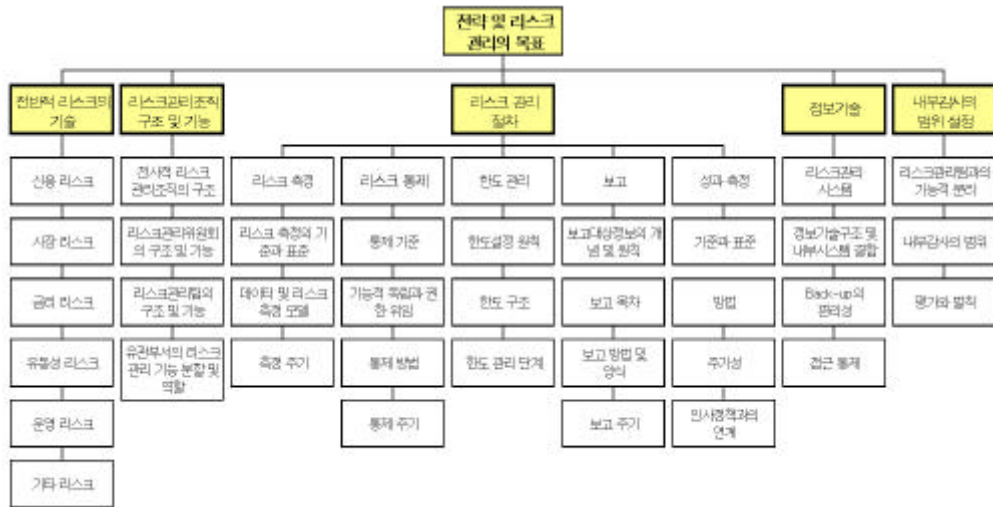 전략 및 리스크
관리의 목표
전반적 리스크의
기술
리스크관리조직
구조 및 기능
리스크 관리
절차
정보기술
내부감사의
범위 설정
신용 리스크
시장 리스크
금리 리스크
유동성 리스크
운영 리스크
기타 리스크
전사적 리스크
관리조직의 구조
리스크관리위원회
의 구조 및 기능
리스크관리팀의
구조 및 기능
유관부서의 리스크
관리 기능 분할 및
역할
리스크 측정
리스크 측정의 기
준과 표준
데이터 및 리스크
측정 모델
측정 주기
리스크 통제
통제 기준
기능적 독립과 권
한 위임
통제 방법
통제 주기
한도 관리
한도설정 원칙
한도 구조
한도 관리 단계
보고
보고대상정보의 개
념 및 원칙
보고 목차
보고 방법 및
양식
보고 주기
성과 측정
기준과 표준
방법
주기성
인사정책과의
연계
리스크관리
시스템
정보기술구조 및
내부시스템 결합
Back-up의
편리성
접근 통제
리스크관리팀과의
기능적 분리
내부감사의 범위
평가와 벌칙